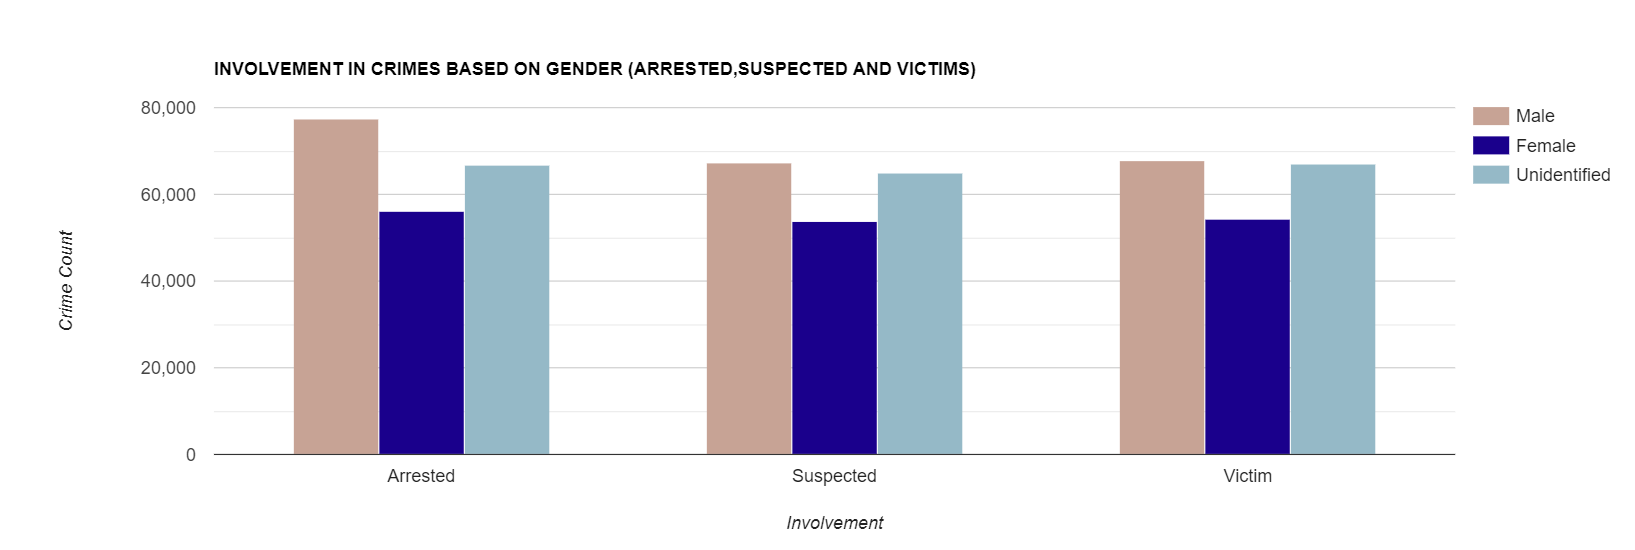 INVOLVEMENT IN CRIMES BASED ON GENDER (ARRESTED,SUSPECTED AND VICTIMS)
80,000
60,000
40,000
20,000
0
Crime Count
Arrested
Suspected
Victim
Involvement
Male
Female
Unidentified